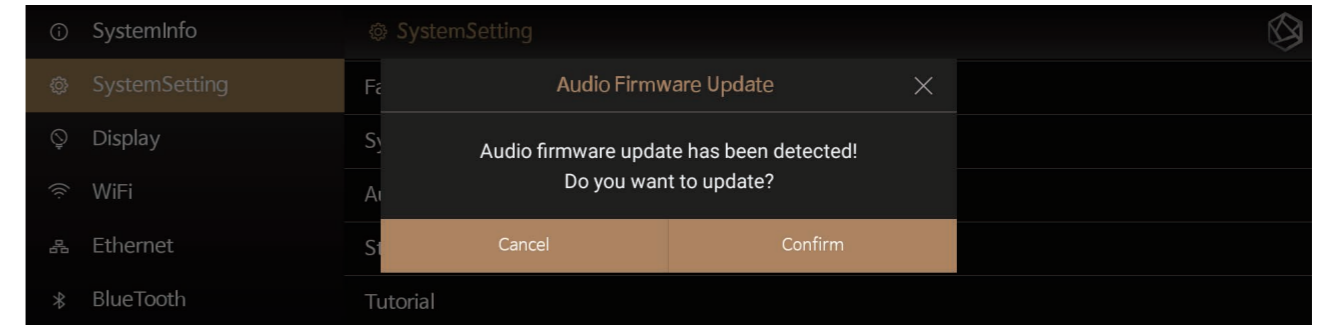 SystemInfo
SystemSetting
SystemSetting
Display
WiFi
Ethernet
BlueTooth
Audio Firmware Update
Audio firmware update has been detected!
Do you want to update?
Cancel
Confirm
Tutorial